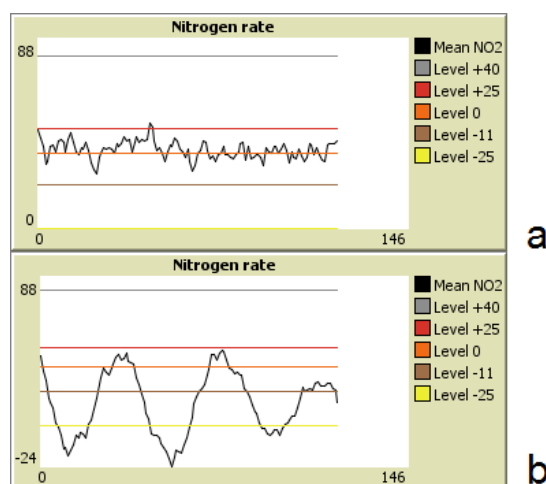 Nitrogen rate
88
0
0
146
Mean NO2
Level +40
Level +25
Level 0
Level -11
Level -25
a
Nitrogen rate
88
-24
0
146
Mean NO2
Level +40
Level +25
Level 0
Level -11
Level -25
b